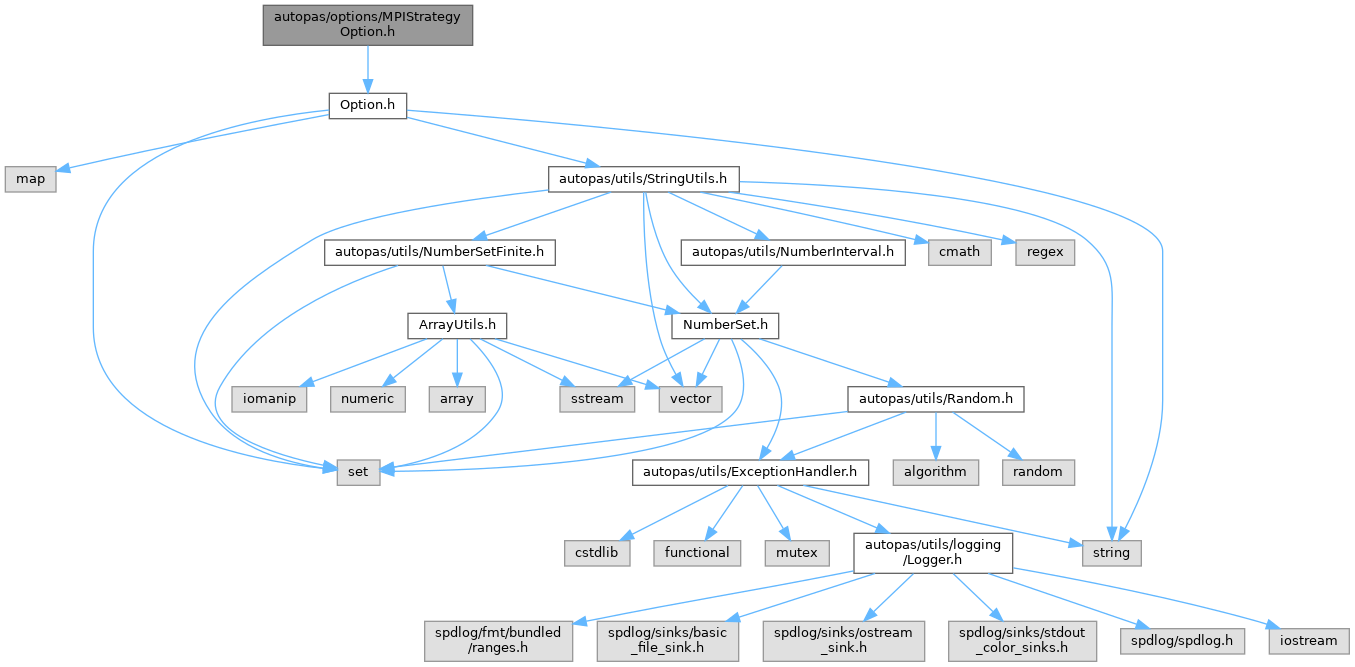 autopas/options/MPIStrategy
Option.h
Option.h
map
autopas/utils/StringUtils.h
autopas/utils/NumberSetFinite.h
autopas/utils/NumberInterval.h
cmath
regex
ArrayUtils.h
NumberSet.h
iomanip
numeric
array
sstream
vector
autopas/utils/Random.h
set
autopas/utils/ExceptionHandler.h
algorithm
random
cstdlib
functional
mutex
autopas/utils/logging
/Logger.h
string
spdlog/fmt/bundled
/ranges.h
spdlog/sinks/basic
_file_sink.h
spdlog/sinks/ostream
_sink.h
spdlog/sinks/stdout
_color_sinks.h
spdlog/spdlog.h
iostream